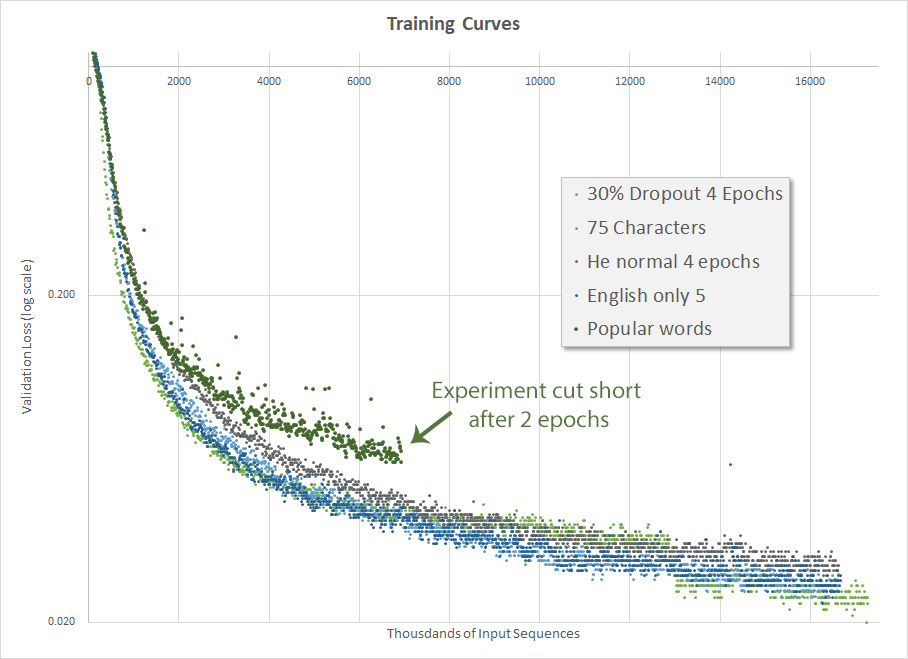 Training Curves
0 2000 4000 6000 8000 10000 12000 14000 16000
30% Dropout 4 Epochs
75 Characters
He normal 4 epochs
English only 5
Popular words
0.200
Validation Loss (log scale)
Experiment cut short
after 2 epochs
0.020
Thousdands of Input Sequences